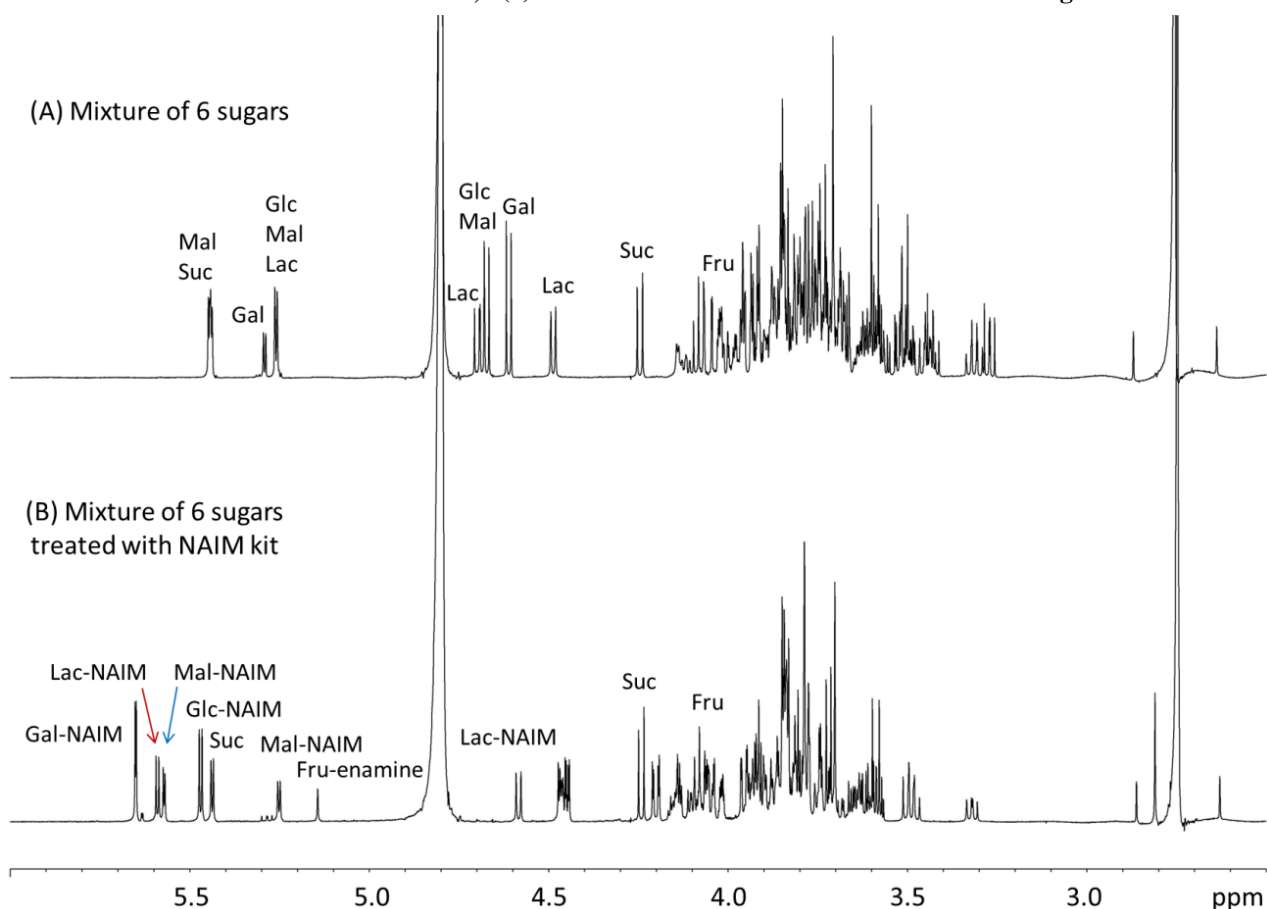 (A) Mixture of 6 sugars
Mal
Suc
Gal
Glc
Mal
Lac
Lac
Glc
Mal
Gal
Lac
Suc
Fru
(B) Mixture of 6 sugars
treated with NAIM kit
Gal-NAIM
Lac-NAIM
Mal-NAIM
Glc-NAIM
Suc
Mal-NAIM
Fru-enamine
Lac-NAIM
Suc
Fru
5.5 5.0 4.5 4.0 3.5 3.0 ppm